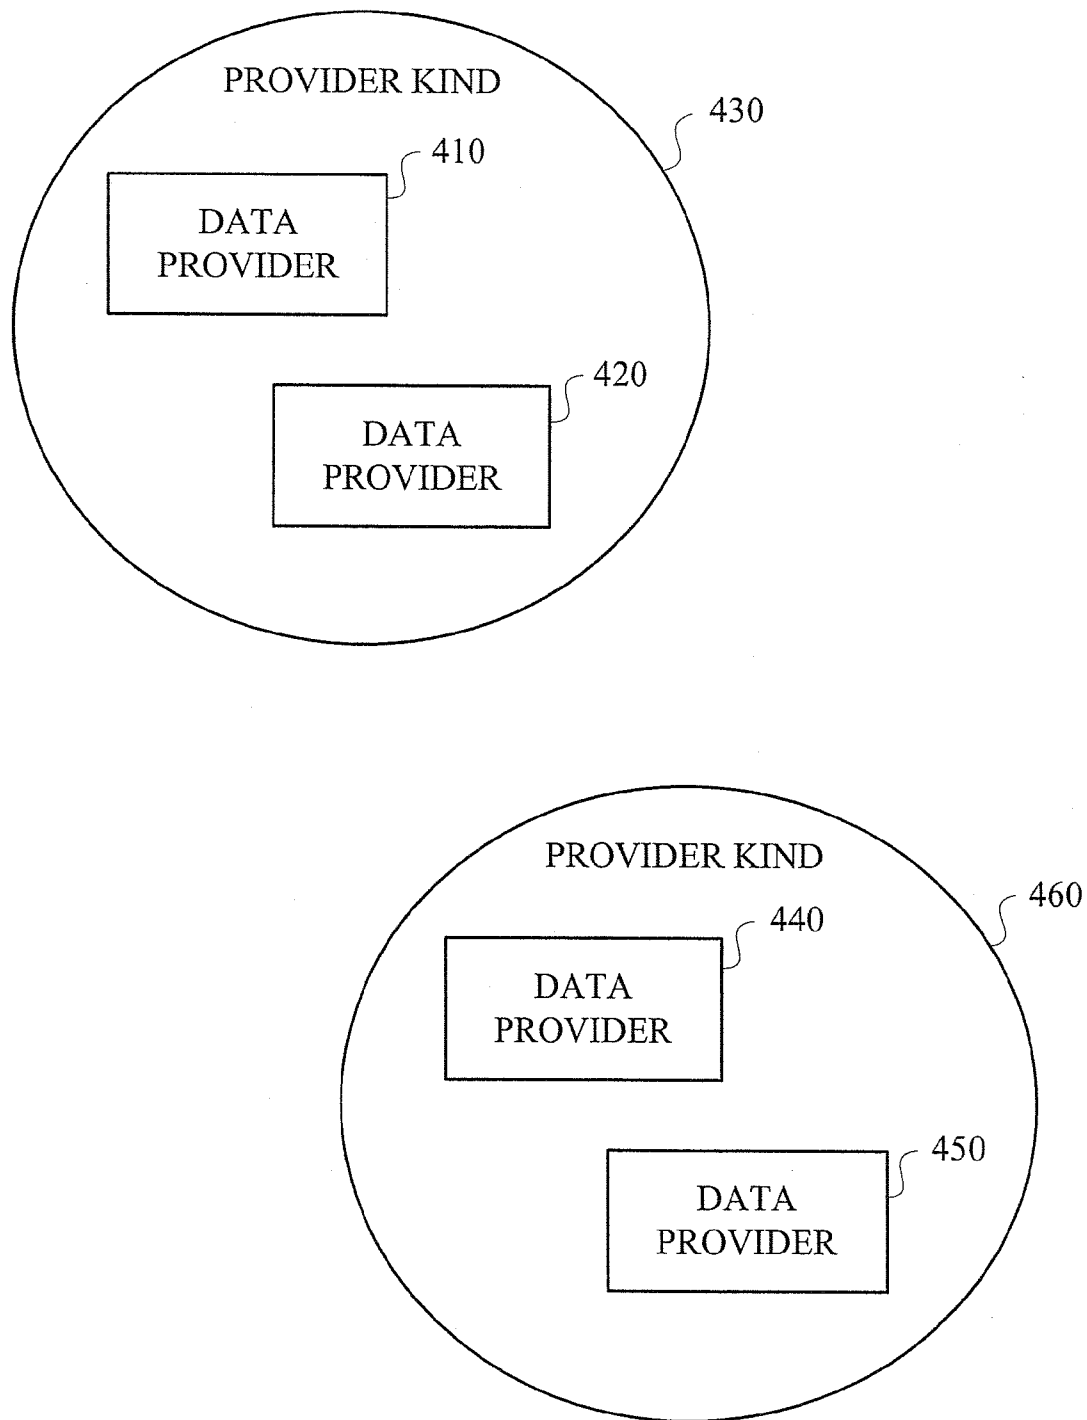 PROVIDER KIND
430
410
DATA
PROVIDER
420
DATA
PROVIDER
PROVIDER KIND
460
440
DATA
PROVIDER
450
DATA
PROVIDER